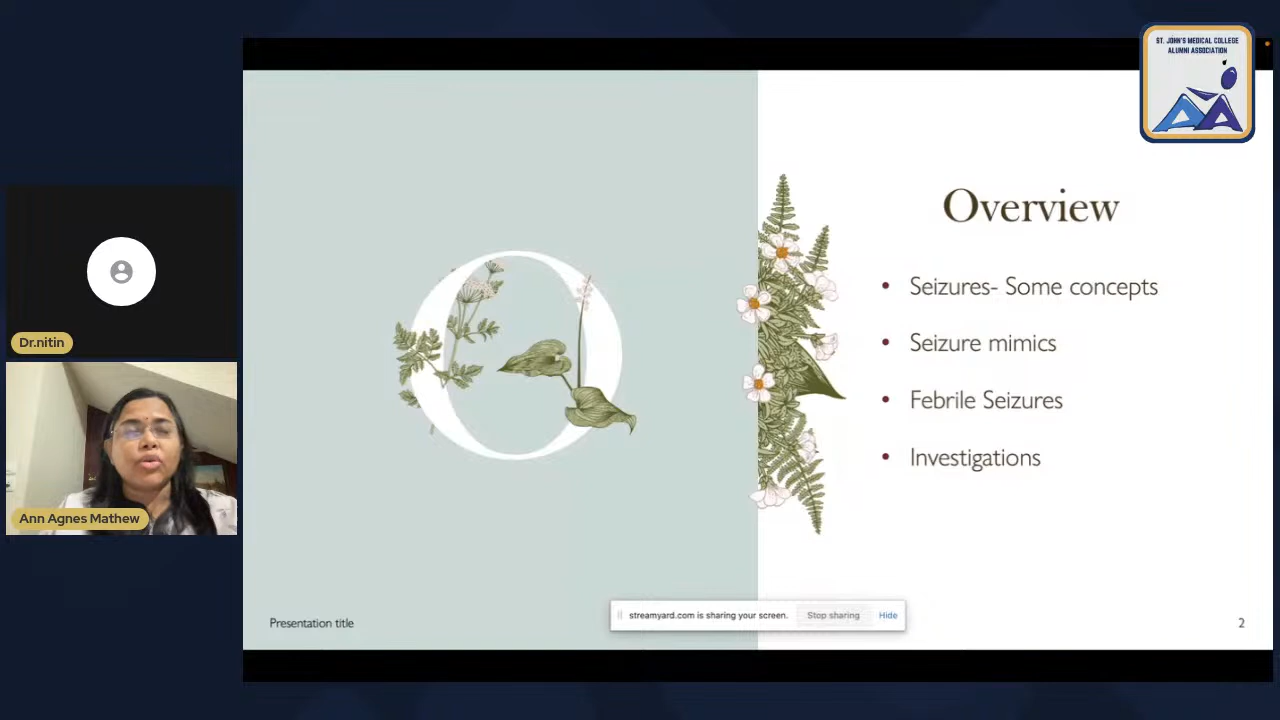 ST. JOHN'S MEDICAL COLLEGE
ALUMNI ASSOCIATION
Overview
• Seizures- Some concepts
• Seizure mimics
• Febrile Seizures
• Investigations
Dr.nitin
Ann Agnes Mathew
streamyard.com is sharing your screen. Stop sharing Hide
Presentation title
2